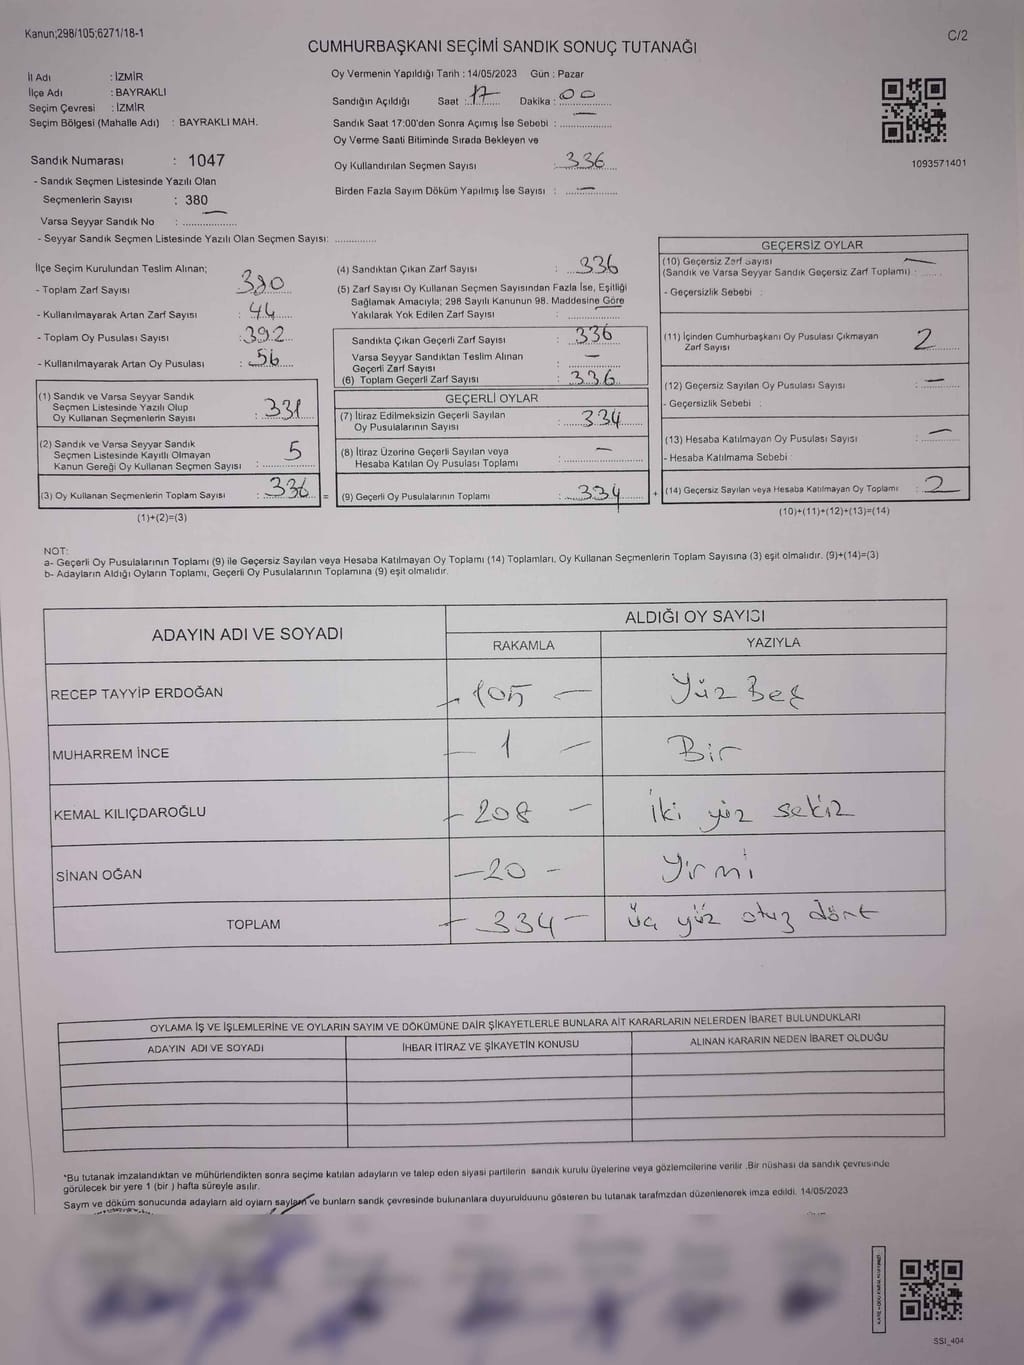 Kanun;298/105;6271/18-1
C/2
CUMHURBAŞKANI SEÇİMİ SANDIK SONUÇ TUTANAĞI
İl Adı : İZMİR
İlçe Adı : BAYRAKLI
Seçim Çevresi : İZMİR
Seçim Bölgesi (Mahalle Adı) : BAYRAKLI MAH.
Sandık Numarası : 1047
- Sandık Seçmen Listesinde Yazılı Olan
Seçmenlerin Sayısı : 380
Varsa Seyyar Sandık No : —
- Seyyar Sandık Seçmen Listesinde Yazılı Olan Seçmen Sayısı: ..............
Oy Vermenin Yapıldığı Tarih : 14/05/2023 Gün : Pazar
Sandığın Açıldığı Saat : 17 Dakika : 00
Sandık Saat 17:00'den Sonra Açımış İse Sebebi : —
Oy Verme Saati Bitiminde Sırada Bekleyen ve
Oy Kullandırılan Seçmen Sayısı : 336
Birden Fazla Sayım Döküm Yapılmış İse Sayısı : —
1093571401
İlçe Seçim Kurulundan Teslim Alınan;
- Toplam Zarf Sayısı 380
- Kullanılmayarak Artan Zarf Sayısı : 44
- Toplam Oy Pusulası Sayısı : 392
- Kullanılmayarak Artan Oy Pusulası : 56
(1) Sandık ve Varsa Seyyar Sandık
Seçmen Listesinde Yazılı Olup
Oy Kullanan Seçmenlerin Sayısı : 331
(2) Sandık ve Varsa Seyyar Sandık
Seçmen Listesinde Kayıtlı Olmayan
Kanun Gereği Oy Kullanan Seçmen Sayısı : 5
(3) Oy Kullanan Seçmenlerin Toplam Sayısı : 336 =
(1)+(2)=(3)
(4) Sandıktan Çıkan Zarf Sayısı : 336
(5) Zarf Sayısı Oy Kullanan Seçmen Sayısından Fazla İse, Eşitliği
Sağlamak Amacıyla; 298 Sayılı Kanunun 98. Maddesine Göre
Yakılarak Yok Edilen Zarf Sayısı : —
Sandıkta Çıkan Geçerli Zarf Sayısı : 336
Varsa Seyyar Sandıktan Teslim Alınan
Geçerli Zarf Sayısı : —
(6) Toplam Geçerli Zarf Sayısı : 336
GEÇERLİ OYLAR
(7) İtiraz Edilmeksizin Geçerli Sayılan
Oy Pusulalarının Sayısı : 334
(8) İtiraz Üzerine Geçerli Sayılan veya
Hesaba Katılan Oy Pusulası Toplamı : —
(9) Geçerli Oy Pusulalarının Toplamı : 334 +
GEÇERSİZ OYLAR
(10) Geçersiz Zarf Sayısı —
(Sandık ve Varsa Seyyar Sandık Geçersiz Zarf Toplamı) : ......
- Geçersizlik Sebebi :
(11) İçinden Cumhurbaşkanı Oy Pusulası Çıkmayan
Zarf Sayısı : 2
(12) Geçersiz Sayılan Oy Pusulası Sayısı : —
- Geçersizlik Sebebi :
(13) Hesaba Katılmayan Oy Pusulası Sayısı : —
- Hesaba Katılmama Sebebi :
(14) Geçersiz Sayılan veya Hesaba Katılmayan Oy Toplamı : 2
(10)+(11)+(12)+(13)=(14)
NOT:
a- Geçerli Oy Pusulalarının Toplamı (9) ile Geçersiz Sayılan veya Hesaba Katılmayan Oy Toplamı (14) Toplamları, Oy Kullanan Seçmenlerin Toplam Sayısına (3) eşit olmalıdır. (9)+(14)=(3)
b- Adayların Aldığı Oyların Toplamı, Geçerli Oy Pusulalarının Toplamına (9) eşit olmalıdır.
ADAYIN ADI VE SOYADI
ALDIĞI OY SAYISI
RAKAMLA YAZIYLA
RECEP TAYYİP ERDOĞAN - 105 - Yüz Beş
MUHARREM İNCE - 1 - Bir
KEMAL KILIÇDAROĞLU - 208 - iki yüz sekiz
SİNAN OĞAN - 20 - Yirmi
TOPLAM - 334 - üç yüz otuz dört
OYLAMA İŞ VE İŞLEMLERİNE VE OYLARIN SAYIM VE DÖKÜMÜNE DAİR ŞİKAYETLERLE BUNLARA AİT KARARLARIN NELERDEN İBARET BULUNDUKLARI
ADAYIN ADI VE SOYADI İHBAR İTİRAZ VE ŞİKAYETİN KONUSU ALINAN KARARIN NEDEN İBARET OLDUĞU
*Bu tutanak imzalandıktan ve mühürlendikten sonra seçime katılan adayların ve talep eden siyasi partilerin sandık kurulu üyelerine veya gözlemcilerine verilir .Bir nüshası da sandık çevresinde
görülecek bir yere 1 (bir ) hafta süreyle asılır.
Saym ve döküm sonucunda adaylarn ald oylarn saylarn ve bunlarn sandk çevresinde bulunanlara duyurulduunu gösteren bu tutanak tarafmzdan düzenlenerek imza edildi. 14/05/2023
SSI_404